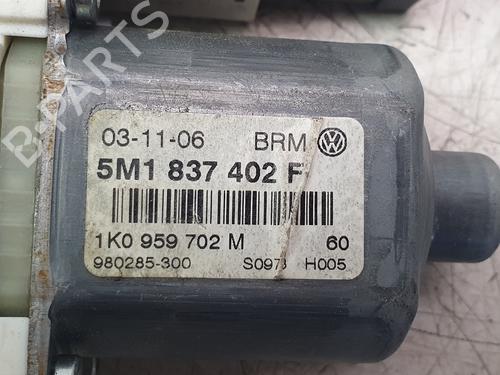 03-11-06 BRM
5M1 837 402 F
1K0 959 702 M 60
980285-300 S0973 H005
B-PARTS